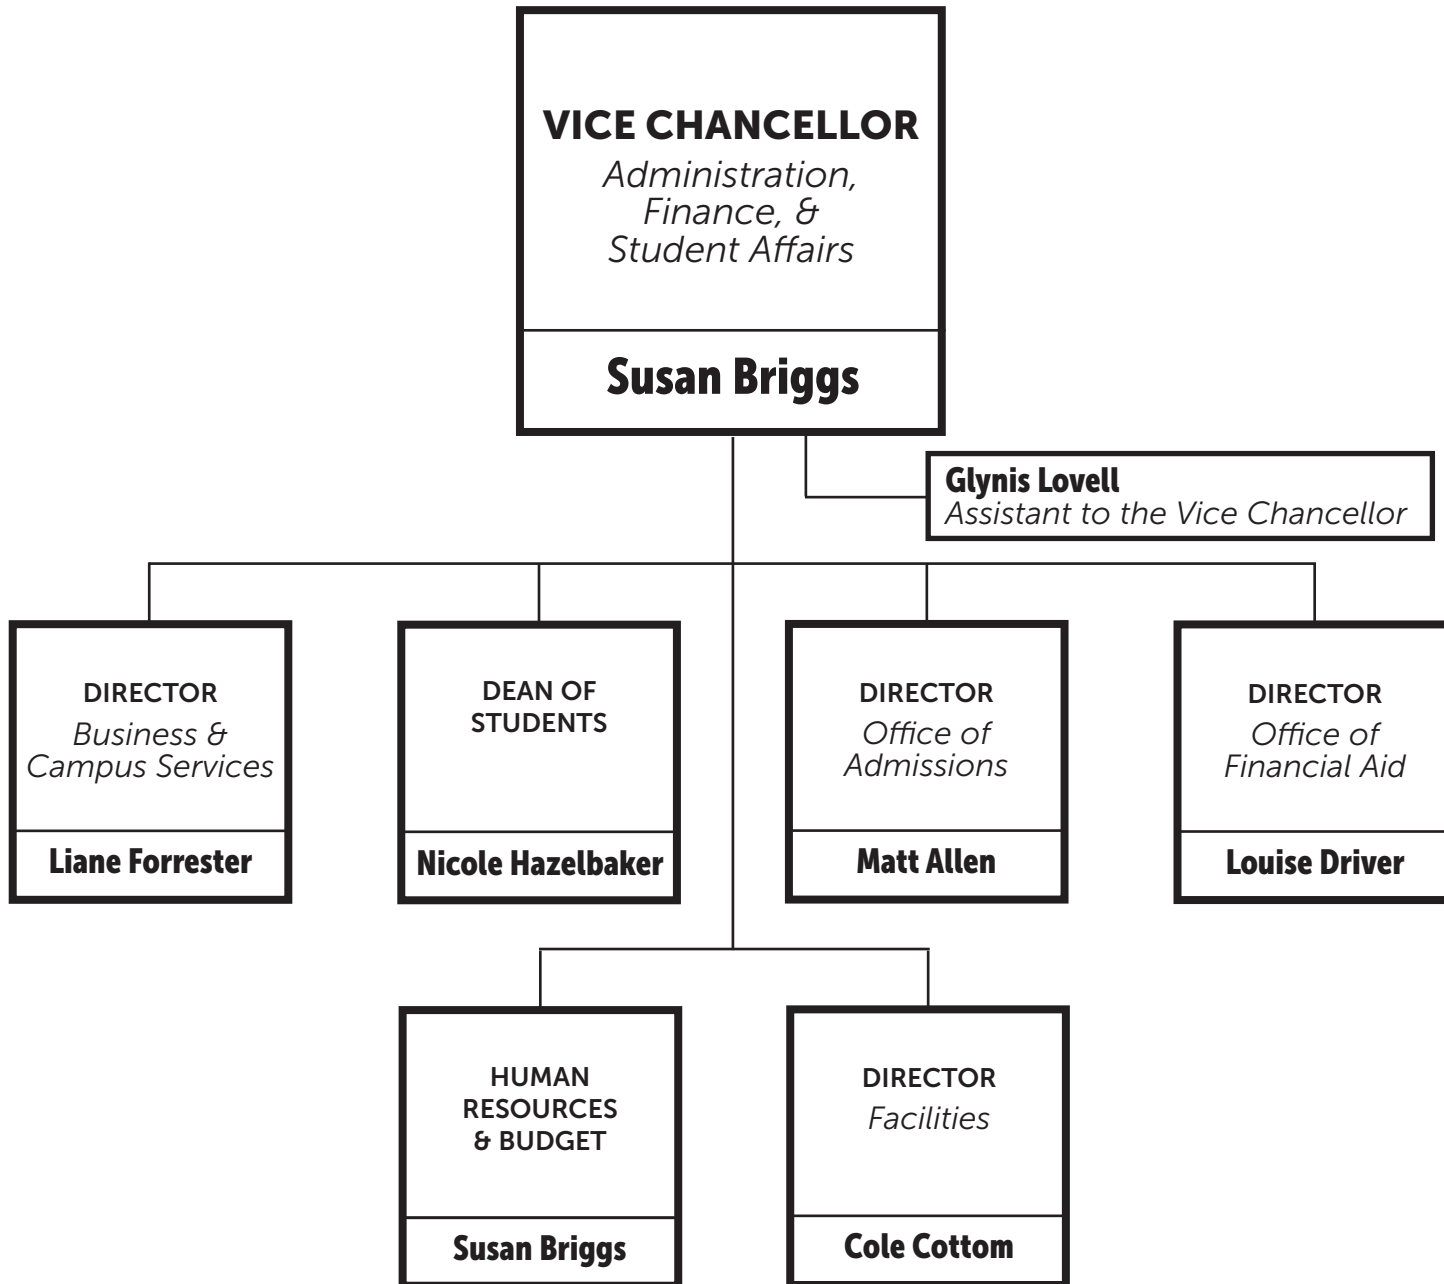 VICE CHANCELLOR
Administration,
Finance, &
Student Affairs
Susan Briggs
Glynis Lovell
Assistant to the Vice Chancellor
DIRECTOR
Business &
Campus Services
Liane Forrester
DEAN OF
STUDENTS
Nicole Hazelbaker
DIRECTOR
Office of
Admissions
Matt Allen
DIRECTOR
Office of
Financial Aid
Louise Driver
HUMAN
RESOURCES
& BUDGET
Susan Briggs
DIRECTOR
Facilities
Cole Cottom